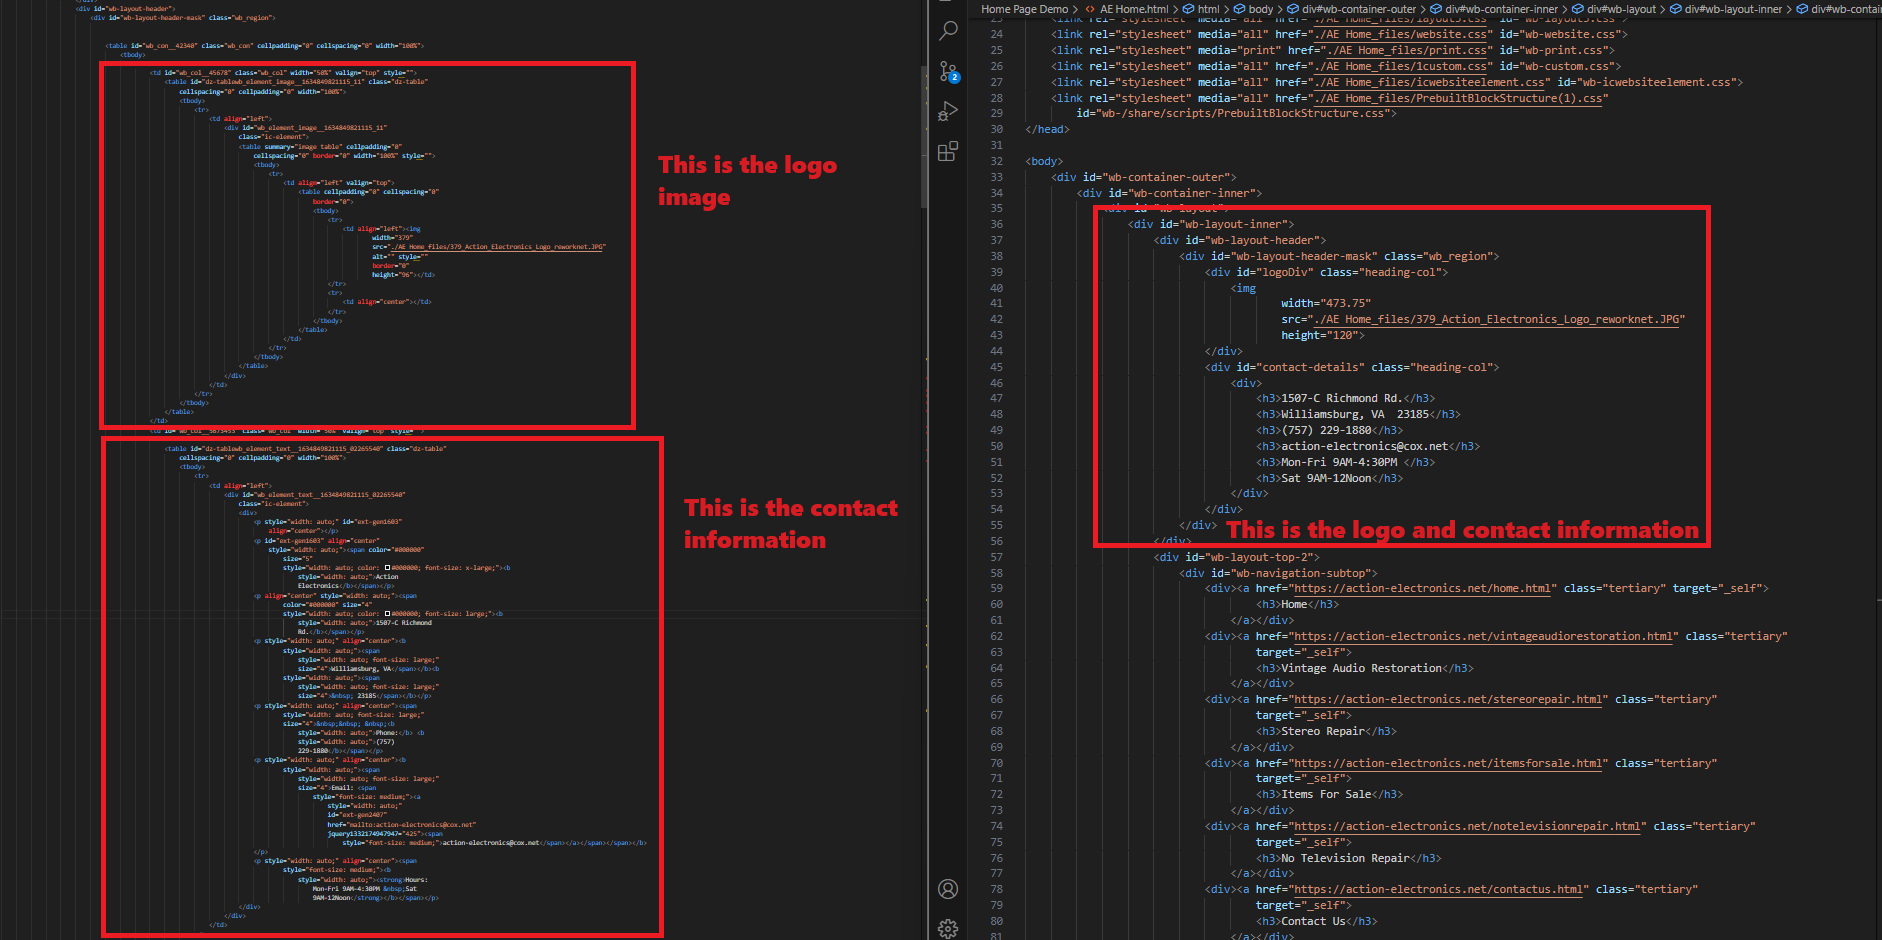 </div>
<div id="wb-layout-header">
<div id="wb-layout-header-mask" class="wb_region">
<table id="wb_con__42340" class="wb_con" cellpadding="0" cellspacing="0" width="100%">
<tbody>
<td id="wb_col__45678" class="wb_col" width="50%" valign="top" style="">
<table id="dz-tablewb_element_image__1634849821115_11" class="dz-table"
cellspacing="0" cellpadding="0" width="100%">
<tbody>
<tr>
<td align="left">
<div id="wb_element_image__1634849821115_11"
class="ic-element">
<table summary="image table" cellpadding="0"
cellspacing="0" border="0" width="100%" style="">
<tbody>
<tr>
<td align="left" valign="top">
<table cellpadding="0" cellspacing="0"
border="0">
<tbody>
<tr>
<td align="left"><img
width="379"
src="./AE Home_files/379_Action_Electronics_Logo_reworknet.JPG"
alt="" style=""
border="0"
height="96"></td>
</tr>
<tr>
<td align="center"></td>
</tr>
</tbody>
</table>
</td>
</tr>
</tbody>
</table>
</div>
</td>
</tr>
</tbody>
</table>
</td>
This is the logo
image
<table id="dz-tablewb_element_text__1634849821115_02265540" class="dz-table"
cellspacing="0" cellpadding="0" width="100%">
<tbody>
<tr>
<td align="left">
<div id="wb_element_text__1634849821115_02265540"
class="ic-element">
<div>
<p style="width: auto;" id="ext-gen1603"
align="center"></p>
<p id="ext-gen1603" align="center"
style="width: auto;"><span color="#000000"
size="5"
style="width: auto; color: #000000; font-size: x-large;"><b
style="width: auto;">Action
Electronics</b></span></p>
<p align="center" style="width: auto;"><span
color="#000000" size="4"
style="width: auto; color: #000000; font-size: large;"><b
style="width: auto;">1507-C Richmond
Rd.</b></span></p>
<p style="width: auto;" align="center"><b
style="width: auto;"><span
style="width: auto; font-size: large;"
size="4">Williamsburg, VA</span></b><b
style="width: auto;"><span
style="width: auto; font-size: large;"
size="4">&nbsp; 23185</span></b></p>
<p style="width: auto;" align="center"><span
style="width: auto; font-size: large;"
size="4">&nbsp;&nbsp; &nbsp;<b
style="width: auto;">Phone:</b> <b
style="width: auto;">(757)
229-1880</b></span></p>
<p style="width: auto;" align="center"><b
style="width: auto;"><span
style="width: auto; font-size: large;"
size="4">Email: <span
style="font-size: medium;"><a
style="width: auto;"
id="ext-gen2407"
href="mailto:action-electronics@cox.net"
jquery1332174947947="425"><span
style="font-size: medium;">action-electronics@cox.net</span></a></span></span></b>
</p>
<p style="width: auto;" align="center"><span
style="font-size: medium;"><b
style="width: auto;"><strong>Hours:
Mon-Fri 9AM-4:30PM &nbsp;Sat
9AM-12Noon</strong></b></span></p>
</div>
</div>
</td>
This is the contact
information
2
Home Page Demo > <> AE Home.html > html > body > div#wb-container-outer > div#wb-container-inner > div#wb-layout > div#wb-layout-inner >
24 <link rel="stylesheet" media="all" href="./AE Home_files/website.css" id="wb-website.css">
25 <link rel="stylesheet" media="print" href="./AE Home_files/print.css" id="wb-print.css">
26 <link rel="stylesheet" media="all" href="./AE Home_files/1custom.css" id="wb-custom.css">
27 <link rel="stylesheet" media="all" href="./AE Home_files/icwebsiteelement.css" id="wb-icwebsiteelement.css">
28 <link rel="stylesheet" media="all" href="./AE Home_files/PrebuiltBlockStructure(1).css"
29 id="wb-/share/scripts/PrebuiltBlockStructure.css">
30 </head>
31
32 <body>
33 <div id="wb-container-outer">
34 <div id="wb-container-inner">
35 <div id="wb-layout">
36 <div id="wb-layout-inner">
37 <div id="wb-layout-header">
38 <div id="wb-layout-header-mask" class="wb_region">
39 <div id="logoDiv" class="heading-col">
40 <img
41 width="473.75"
42 src="./AE Home_files/379_Action_Electronics_Logo_reworknet.JPG"
43 height="120">
44 </div>
45 <div id="contact-details" class="heading-col">
46 <div>
47 <h3>1507-C Richmond Rd.</h3>
48 <h3>Williamsburg, VA  23185</h3>
49 <h3>(757) 229-1880</h3>
50 <h3>action-electronics@cox.net</h3>
51 <h3>Mon-Fri 9AM-4:30PM </h3>
52 <h3>Sat 9AM-12Noon</h3>
53 </div>
54 </div>
55 </div>
This is the logo and contact information
56 </div>
57 <div id="wb-layout-top-2">
58 <div id="wb-navigation-subtop">
59 <div><a href="https://action-electronics.net/home.html" class="tertiary" target="_self">
60 <h3>Home</h3>
61 </a></div>
62 <div><a href="https://action-electronics.net/vintageaudiorestoration.html" class="tertiary"
63 target="_self">
64 <h3>Vintage Audio Restoration</h3>
65 </a></div>
66 <div><a href="https://action-electronics.net/stereorepair.html" class="tertiary"
67 target="_self">
68 <h3>Stereo Repair</h3>
69 </a></div>
70 <div><a href="https://action-electronics.net/itemsforsale.html" class="tertiary"
71 target="_self">
72 <h3>Items For Sale</h3>
73 </a></div>
74 <div><a href="https://action-electronics.net/notelevisionrepair.html" class="tertiary"
75 target="_self">
76 <h3>No Television Repair</h3>
77 </a></div>
78 <div><a href="https://action-electronics.net/contactus.html" class="tertiary"
79 target="_self">
80 <h3>Contact Us</h3>
81 </a></div>